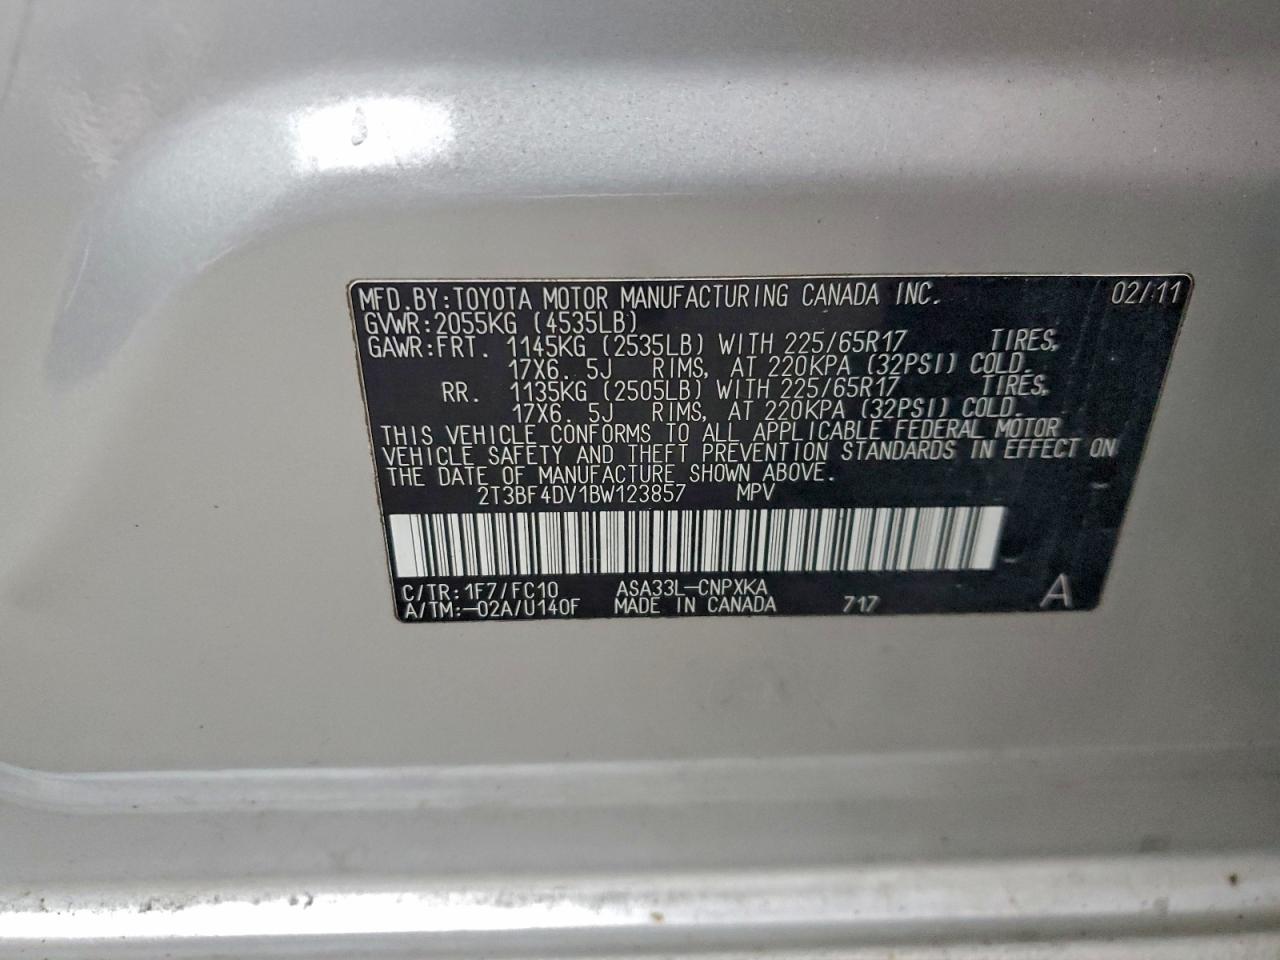 MFD.BY:TOYOTA MOTOR MANUFACTURING CANADA INC. 02/11
GVWR:2055KG (4535LB)
GAWR:FRT. 1145KG (2535LB) WITH 225/65R17 TIRES,
17X6.5J RIMS, AT 220KPA (32PSI) COLD.
RR. 1135KG (2505LB) WITH 225/65R17 TIRES,
17X6.5J RIMS, AT 220KPA (32PSI) COLD.
THIS VEHICLE CONFORMS TO ALL APPLICABLE FEDERAL MOTOR
VEHICLE SAFETY AND THEFT PREVENTION STANDARDS IN EFFECT ON
THE DATE OF MANUFACTURE SHOWN ABOVE.
2T3BF4DV1BW123857 MPV
C/TR:1F7/FC10 ASA33L-CNPXKA
A/TM:-02A/U140F MADE IN CANADA 717 A